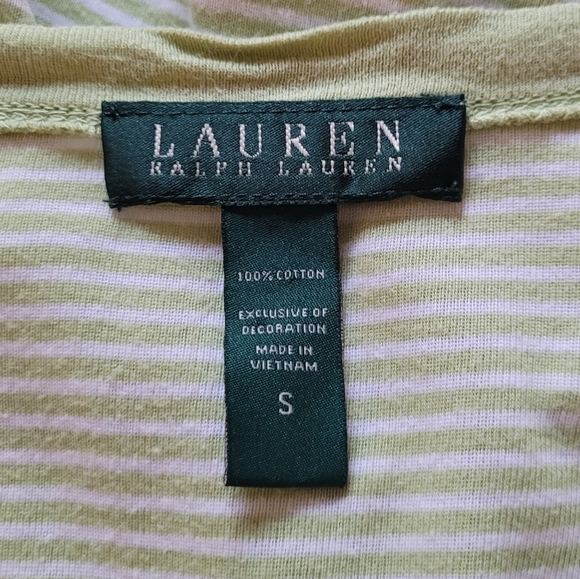 LAUREN
RALPH LAUREN
100% COTTON
EXCLUSIVE OF
DECORATION
MADE IN
VIETNAM
S